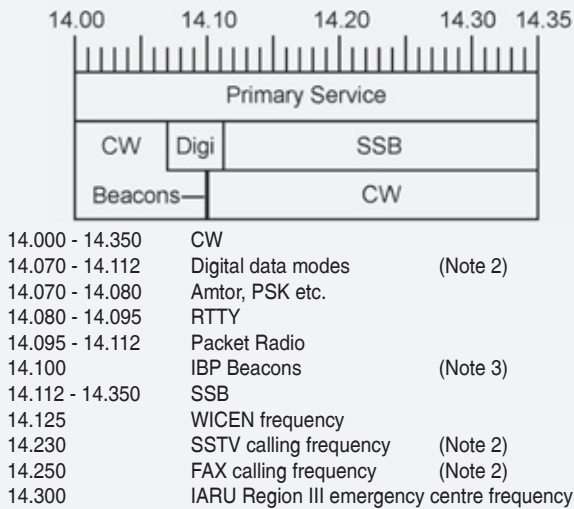 14.00 14.10 14.20 14.30 14.35
Primary Service
CW Digi SSB
Beacons CW
14.000 - 14.350 CW
14.070 - 14.112 Digital data modes (Note 2)
14.070 - 14.080 Amtor, PSK etc.
14.080 - 14.095 RTTY
14.095 - 14.112 Packet Radio
14.100 IBP Beacons (Note 3)
14.112 - 14.350 SSB
14.125 WICEN frequency
14.230 SSTV calling frequency (Note 2)
14.250 FAX calling frequency (Note 2)
14.300 IARU Region III emergency centre frequency